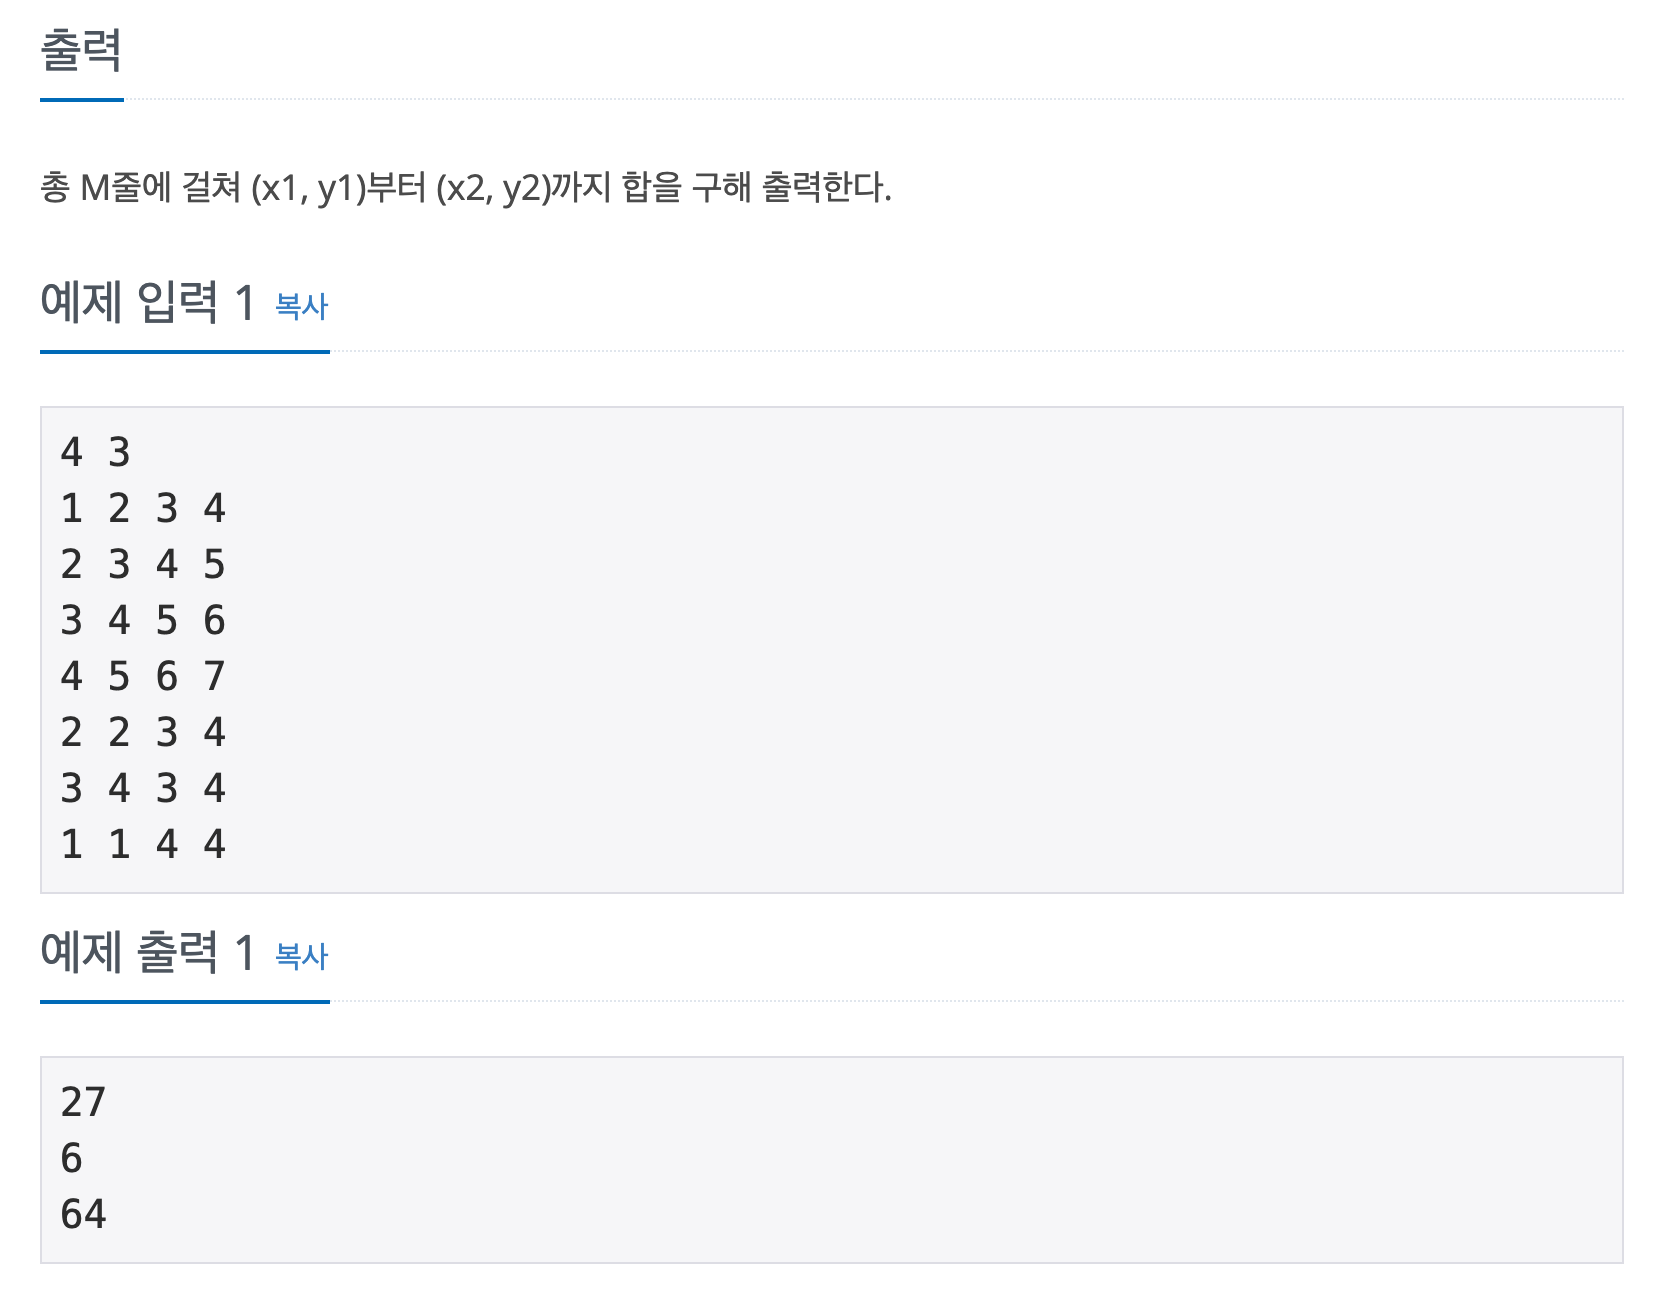 출력
총 M줄에 걸쳐 (x1, y1)부터 (x2, y2)까지 합을 구해 출력한다.
예제 입력 1 복사
4 3
1 2 3 4
2 3 4 5
3 4 5 6
4 5 6 7
2 2 3 4
3 4 3 4
1 1 4 4
예제 출력 1 복사
27
6
64